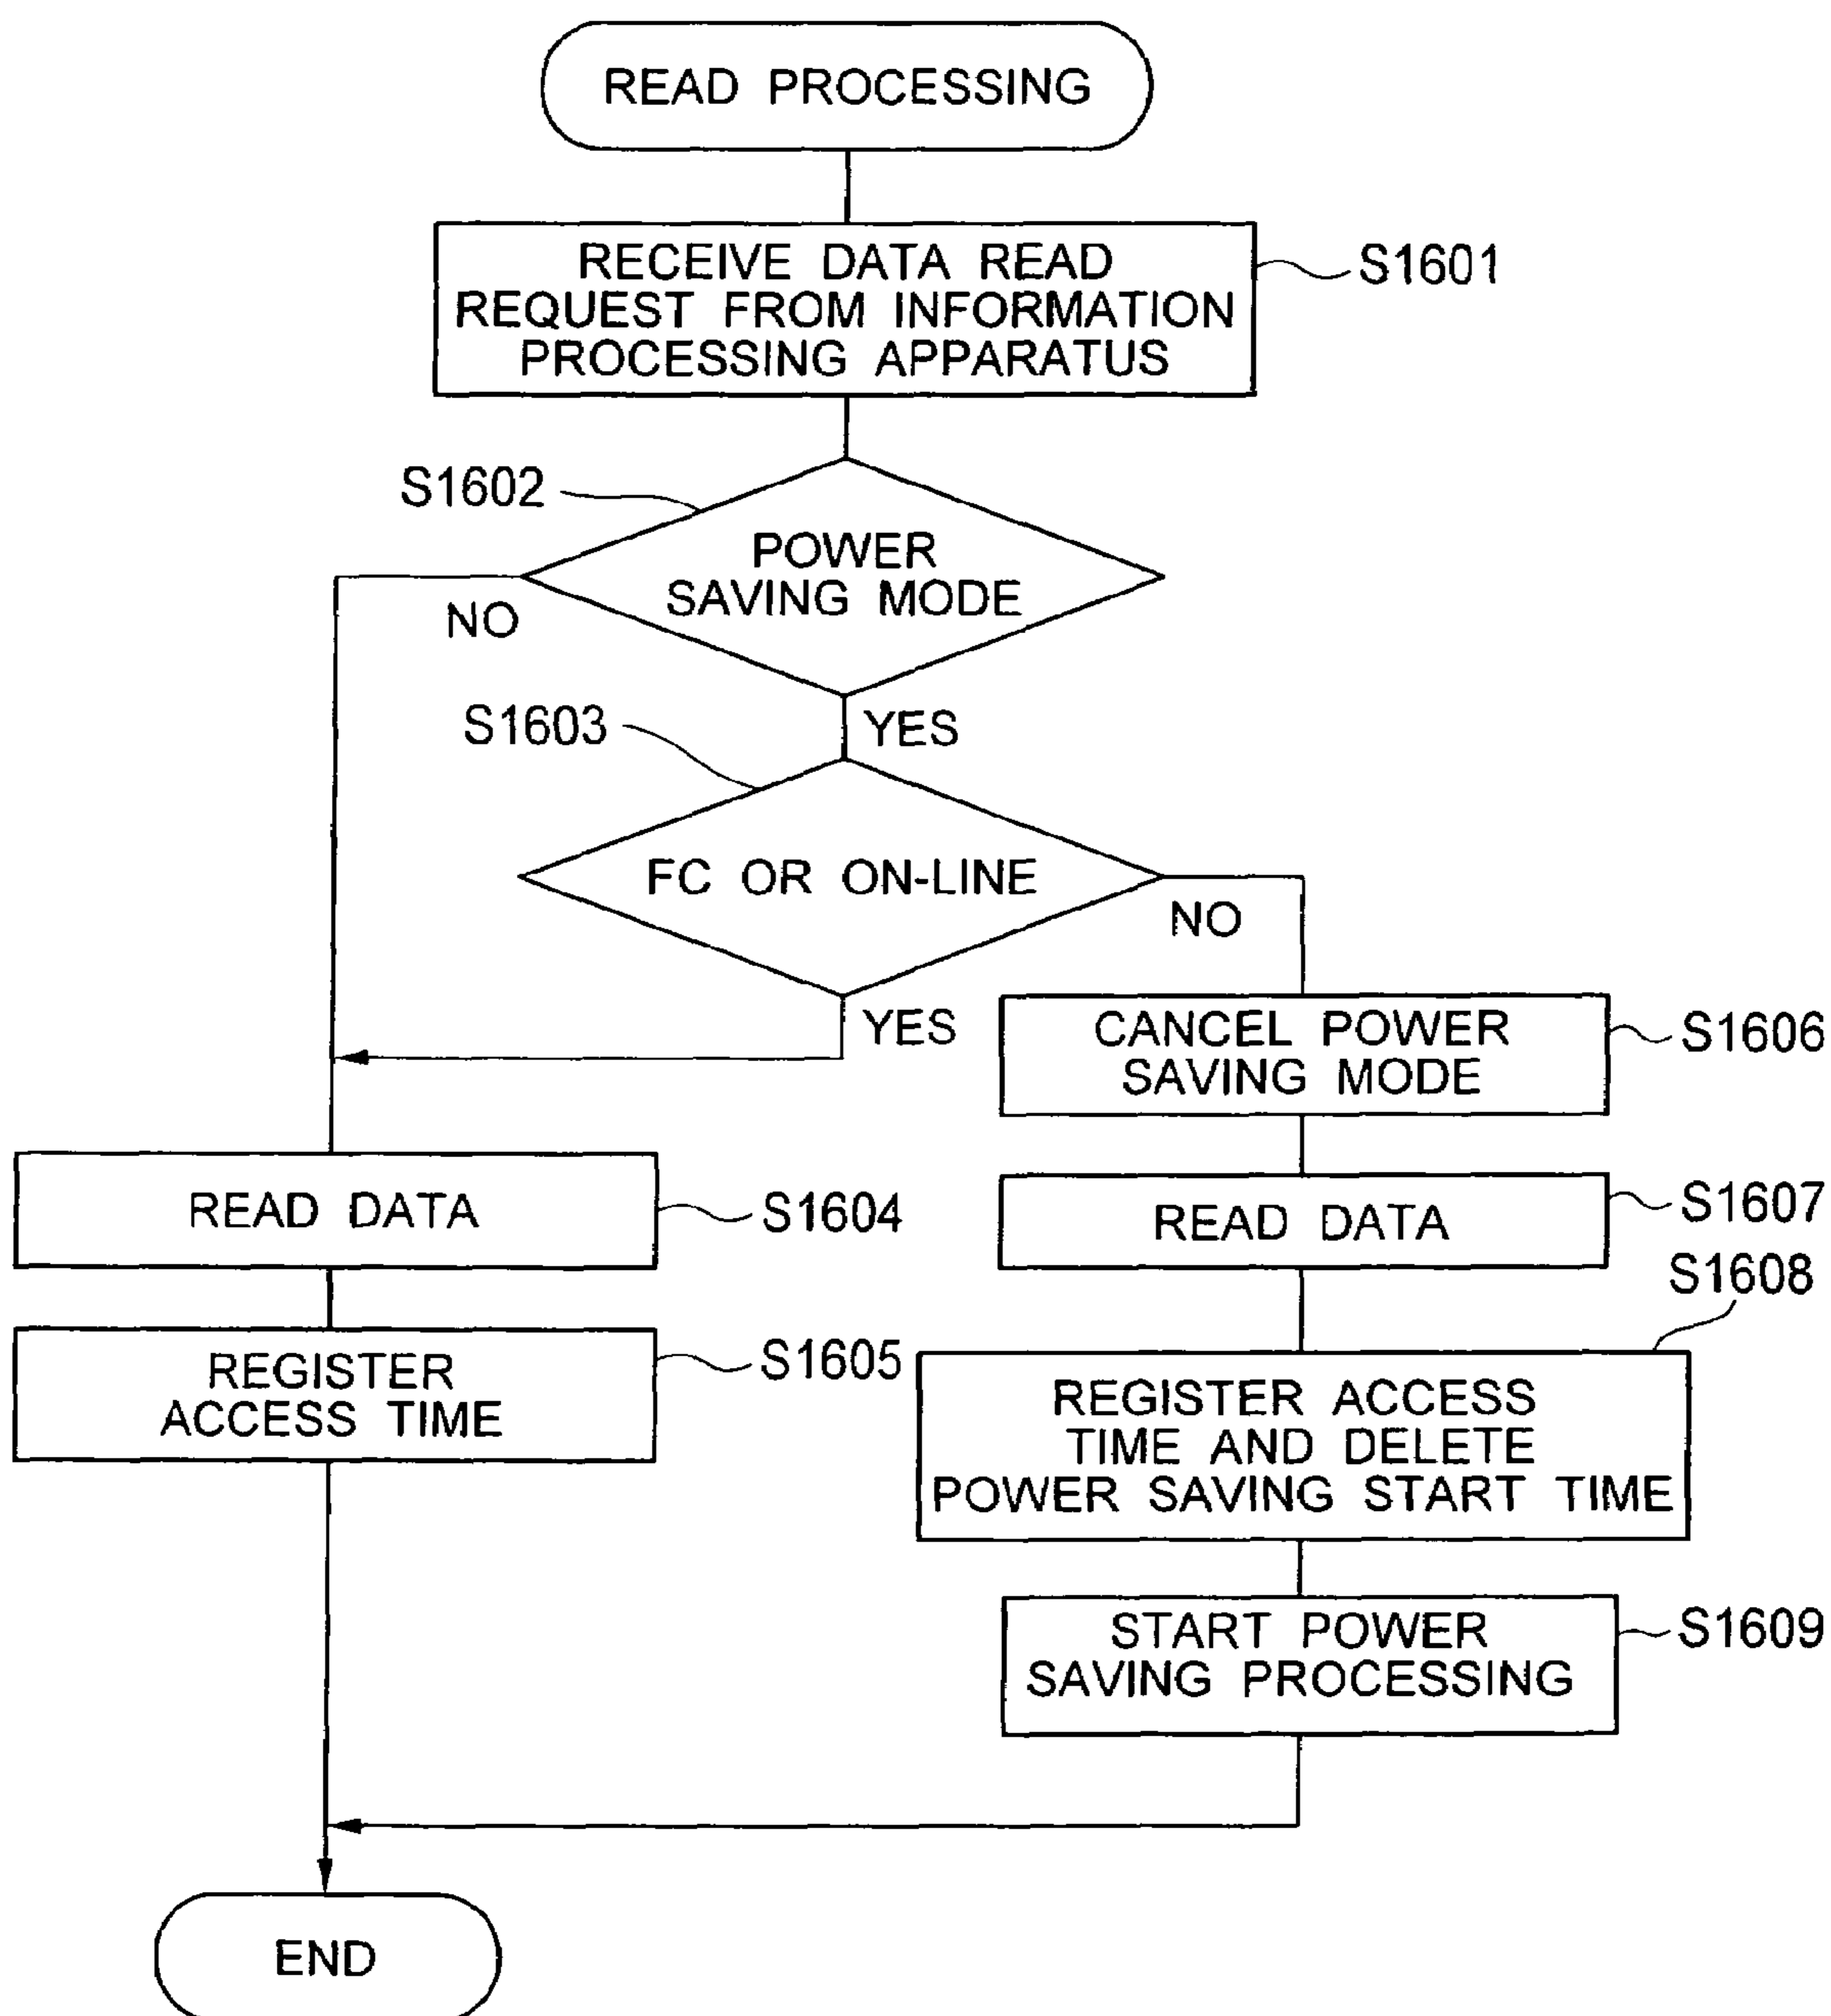 READ PROCESSING
RECEIVE DATA READ
REQUEST FROM INFORMATION
PROCESSING APPARATUS
S1601
S1602
POWER
SAVING MODE
NO
YES
S1603
FC OR ON-LINE
NO
YES
CANCEL POWER
SAVING MODE
S1606
READ DATA
S1604
READ DATA
S1607
S1608
REGISTER
ACCESS TIME
S1605
REGISTER ACCESS
TIME AND DELETE
POWER SAVING START TIME
START POWER
SAVING PROCESSING
S1609
END